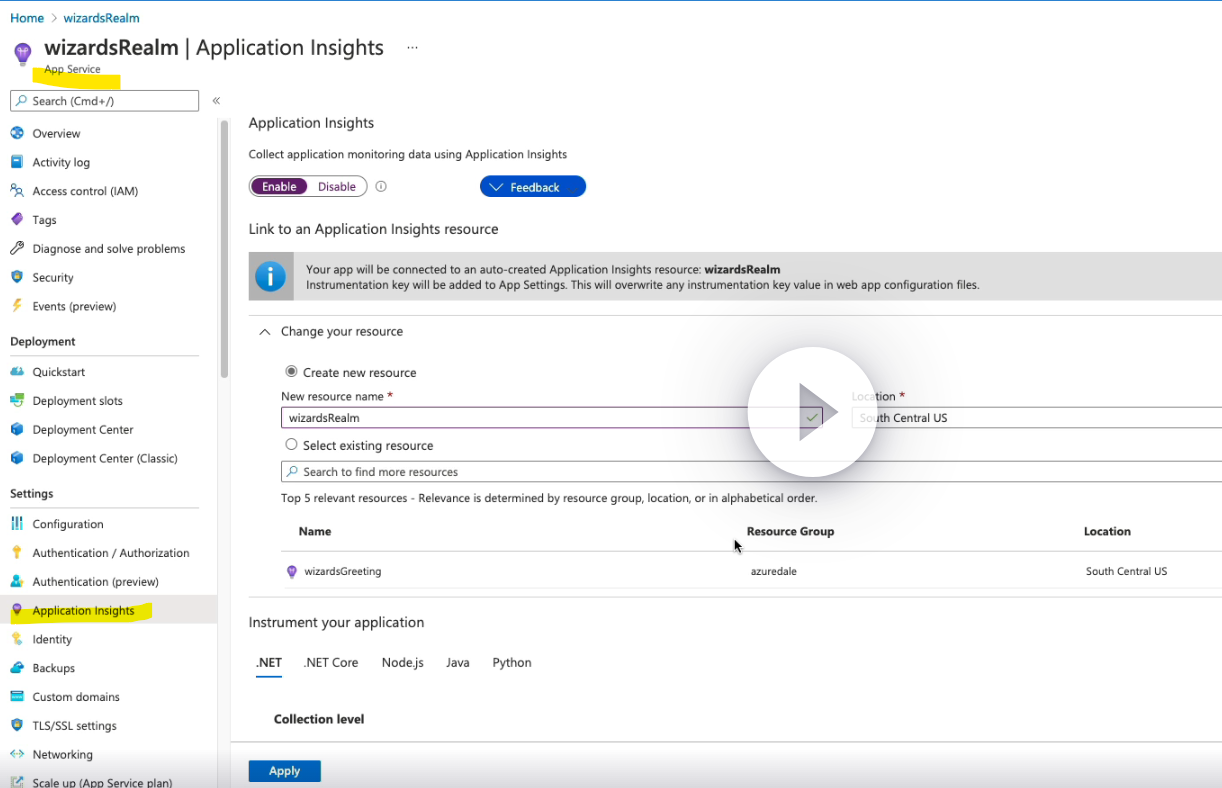 Home > wizardsRealm
wizardsRealm | Application Insights ...
App Service
Search (Cmd+/) «
Overview
Activity log
Access control (IAM)
Tags
Diagnose and solve problems
Security
Events (preview)
Deployment
Quickstart
Deployment slots
Deployment Center
Deployment Center (Classic)
Settings
Configuration
Authentication / Authorization
Authentication (preview)
Application Insights
Identity
Backups
Custom domains
TLS/SSL settings
Networking
Scale up (App Service plan)
Application Insights
Collect application monitoring data using Application Insights
Enable Disable Feedback
Link to an Application Insights resource
Your app will be connected to an auto-created Application Insights resource: wizardsRealm
Instrumentation key will be added to App Settings. This will overwrite any instrumentation key value in web app configuration files.
Change your resource
Create new resource
New resource name * Location *
wizardsRealm South Central US
Select existing resource
Search to find more resources
Top 5 relevant resources - Relevance is determined by resource group, location, or in alphabetical order.
Name Resource Group Location
wizardsGreeting azuredale South Central US
Instrument your application
.NET .NET Core Node.js Java Python
Collection level
Apply